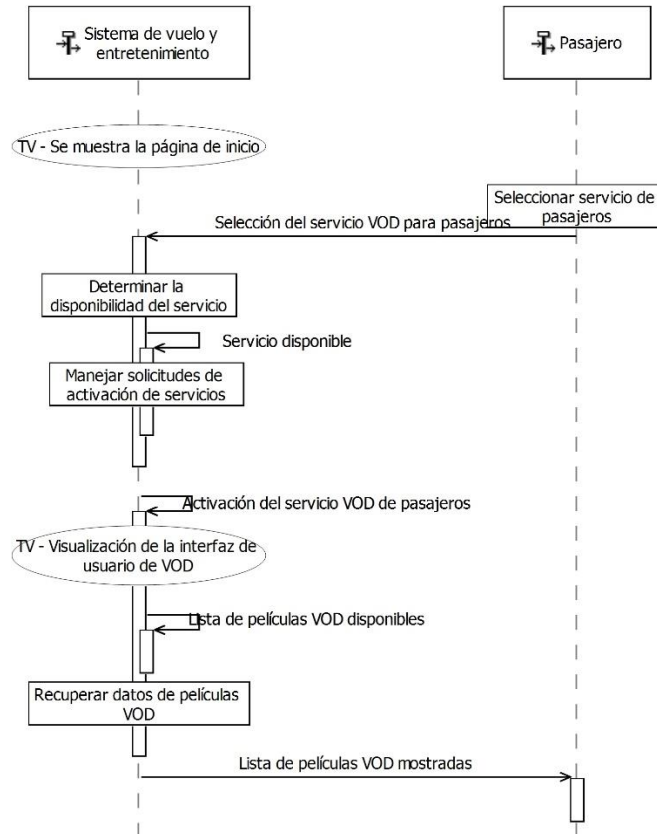 Sistema de vuelo y
entretenimiento
Pasajero
TV - Se muestra la página de inicio
Seleccionar servicio de
pasajeros
Selección del servicio VOD para pasajeros
Determinar la
disponibilidad del servicio
Servicio disponible
Manejar solicitudes de
activación de servicios
Activación del servicio VOD de pasajeros
TV - Visualización de la interfaz de
usuario de VOD
Lista de películas VOD disponibles
Recuperar datos de películas
VOD
Lista de películas VOD mostradas